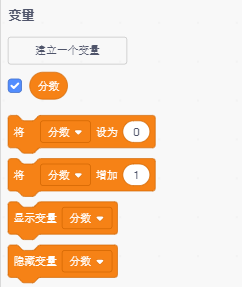 变量
建立一个变量
分数
将 分数 设为 0
将 分数 增加 1
显示变量 分数
隐藏变量 分数